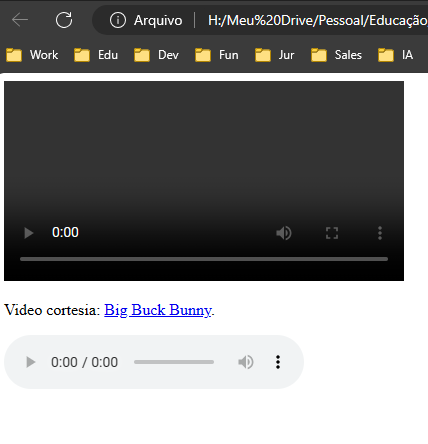 Arquivo H:/Meu%20Drive/Pessoal/Educação
Work Edu Dev Fun Jur Sales IA
0:00
Video cortesia: Big Buck Bunny.
0:00 / 0:00